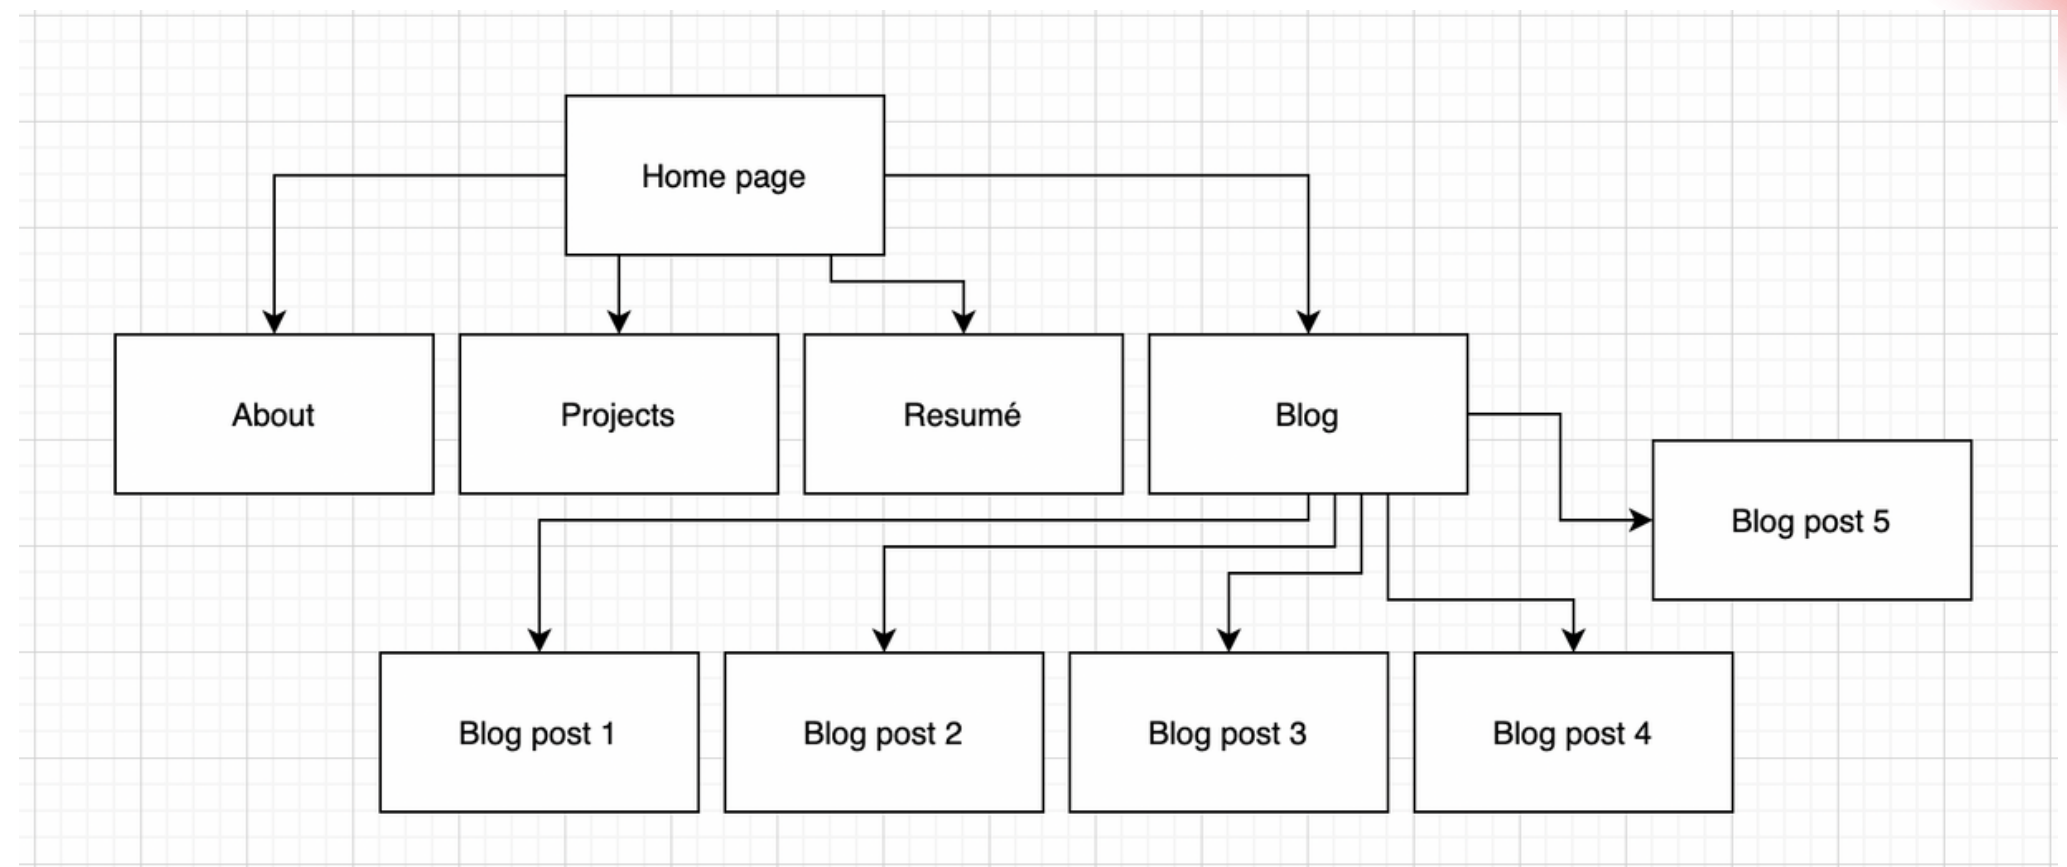 Home page
About
Projects
Resumé
Blog
Blog post 5
Blog post 1
Blog post 2
Blog post 3
Blog post 4